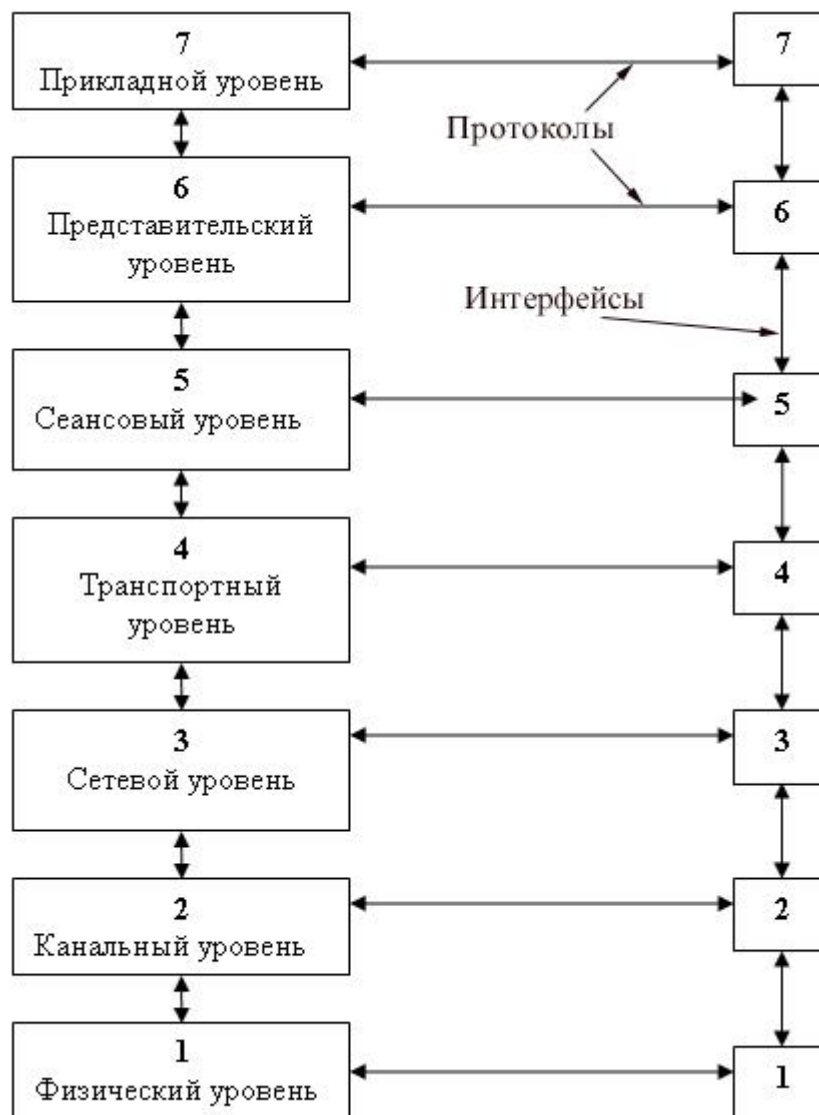 7
Прикладной уровень
7
Протоколы
6
Представительский
уровень
6
Интерфейсы
5
Сеансовый уровень
5
4
Транспортный
уровень
4
3
Сетевой уровень
3
2
Канальный уровень
2
1
Физический уровень
1